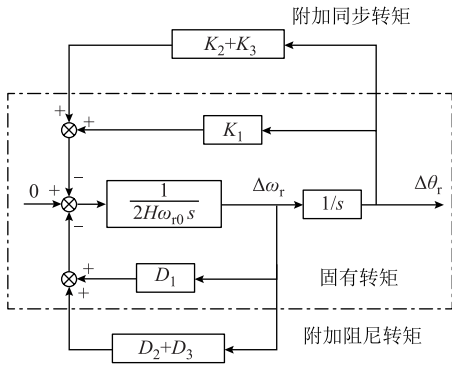 附加同步转矩
K₂+K₃
+
+
K₁
−
0
+
1
2Hωᵣ₀ s
Δωᵣ
1/s
Δθᵣ
−
+
+
D₁
固有转矩
D₂+D₃
附加阻尼转矩